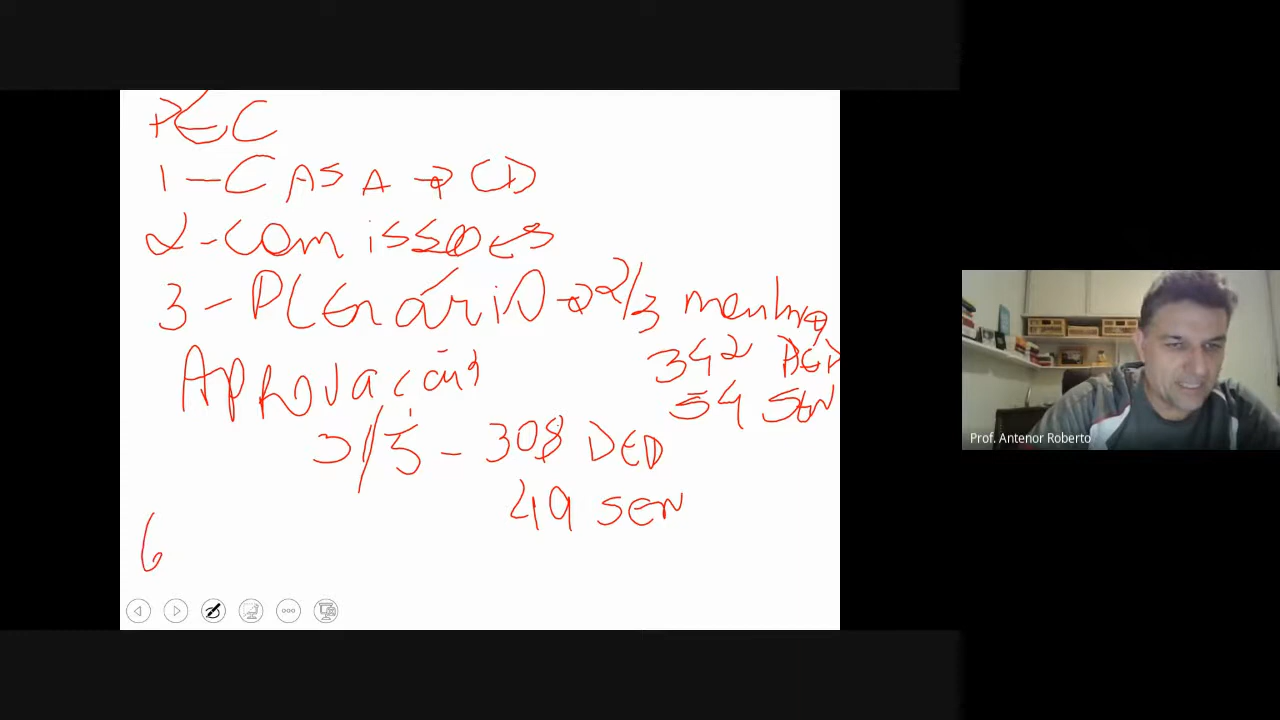 PEC
1 - CASA → CD
2 - comissões
3 - PLEnário → 2/3 membros
342 DEP
54 SEN
Aprovação
3/5 - 308 DEP
49 SEN
6
Prof. Antenor Roberto